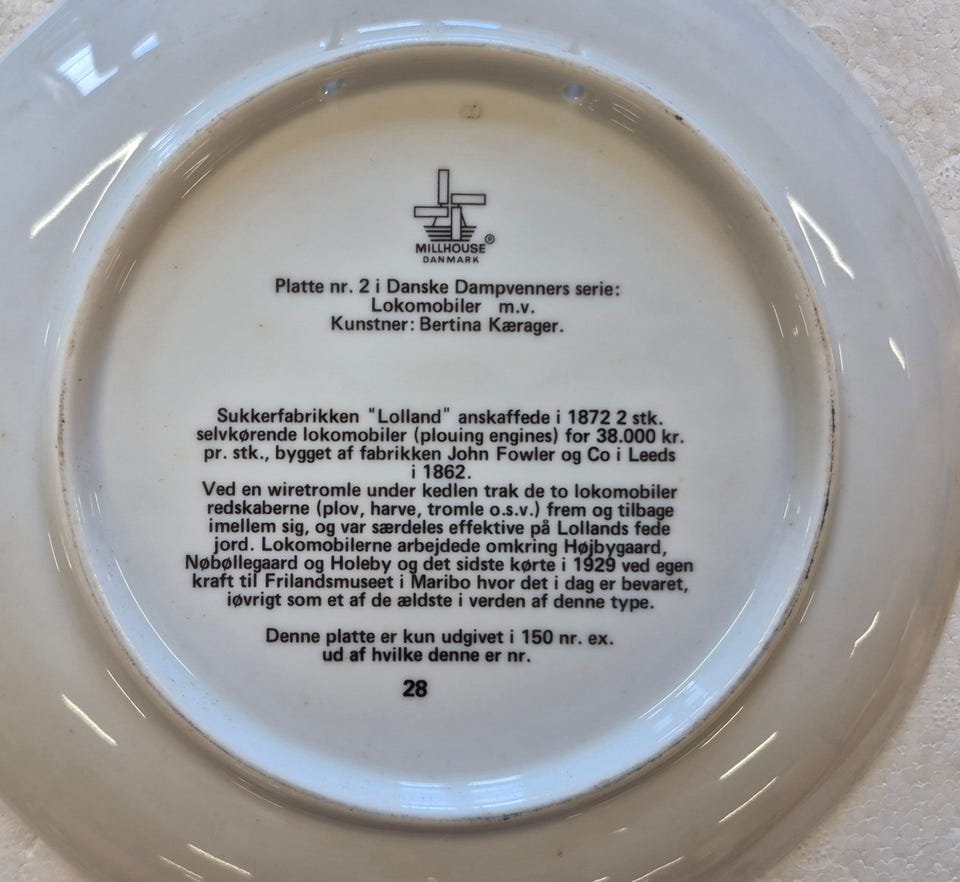 MILLHOUSE®
DANMARK
Platte nr. 2 i Danske Dampvenners serie:
Lokomobiler m.v.
Kunstner: Bertina Kærager.
Sukkerfabrikken "Lolland" anskaffede i 1872 2 stk.
selvkørende lokomobiler (plouing engines) for 38.000 kr.
pr. stk., bygget af fabrikken John Fowler og Co i Leeds
i 1862.
Ved en wiretromle under kedlen trak de to lokomobiler
redskaberne (plov, harve, tromle o.s.v.) frem og tilbage
imellem sig, og var særdeles effektive på Lollands fede
jord. Lokomobilerne arbejdede omkring Højbygaard,
Nøbøllegaard og Holeby og det sidste kørte i 1929 ved egen
kraft til Frilandsmuseet i Maribo hvor det i dag er bevaret,
iøvrigt som et af de ældste i verden af denne type.
Denne platte er kun udgivet i 150 nr. ex.
ud af hvilke denne er nr.
28